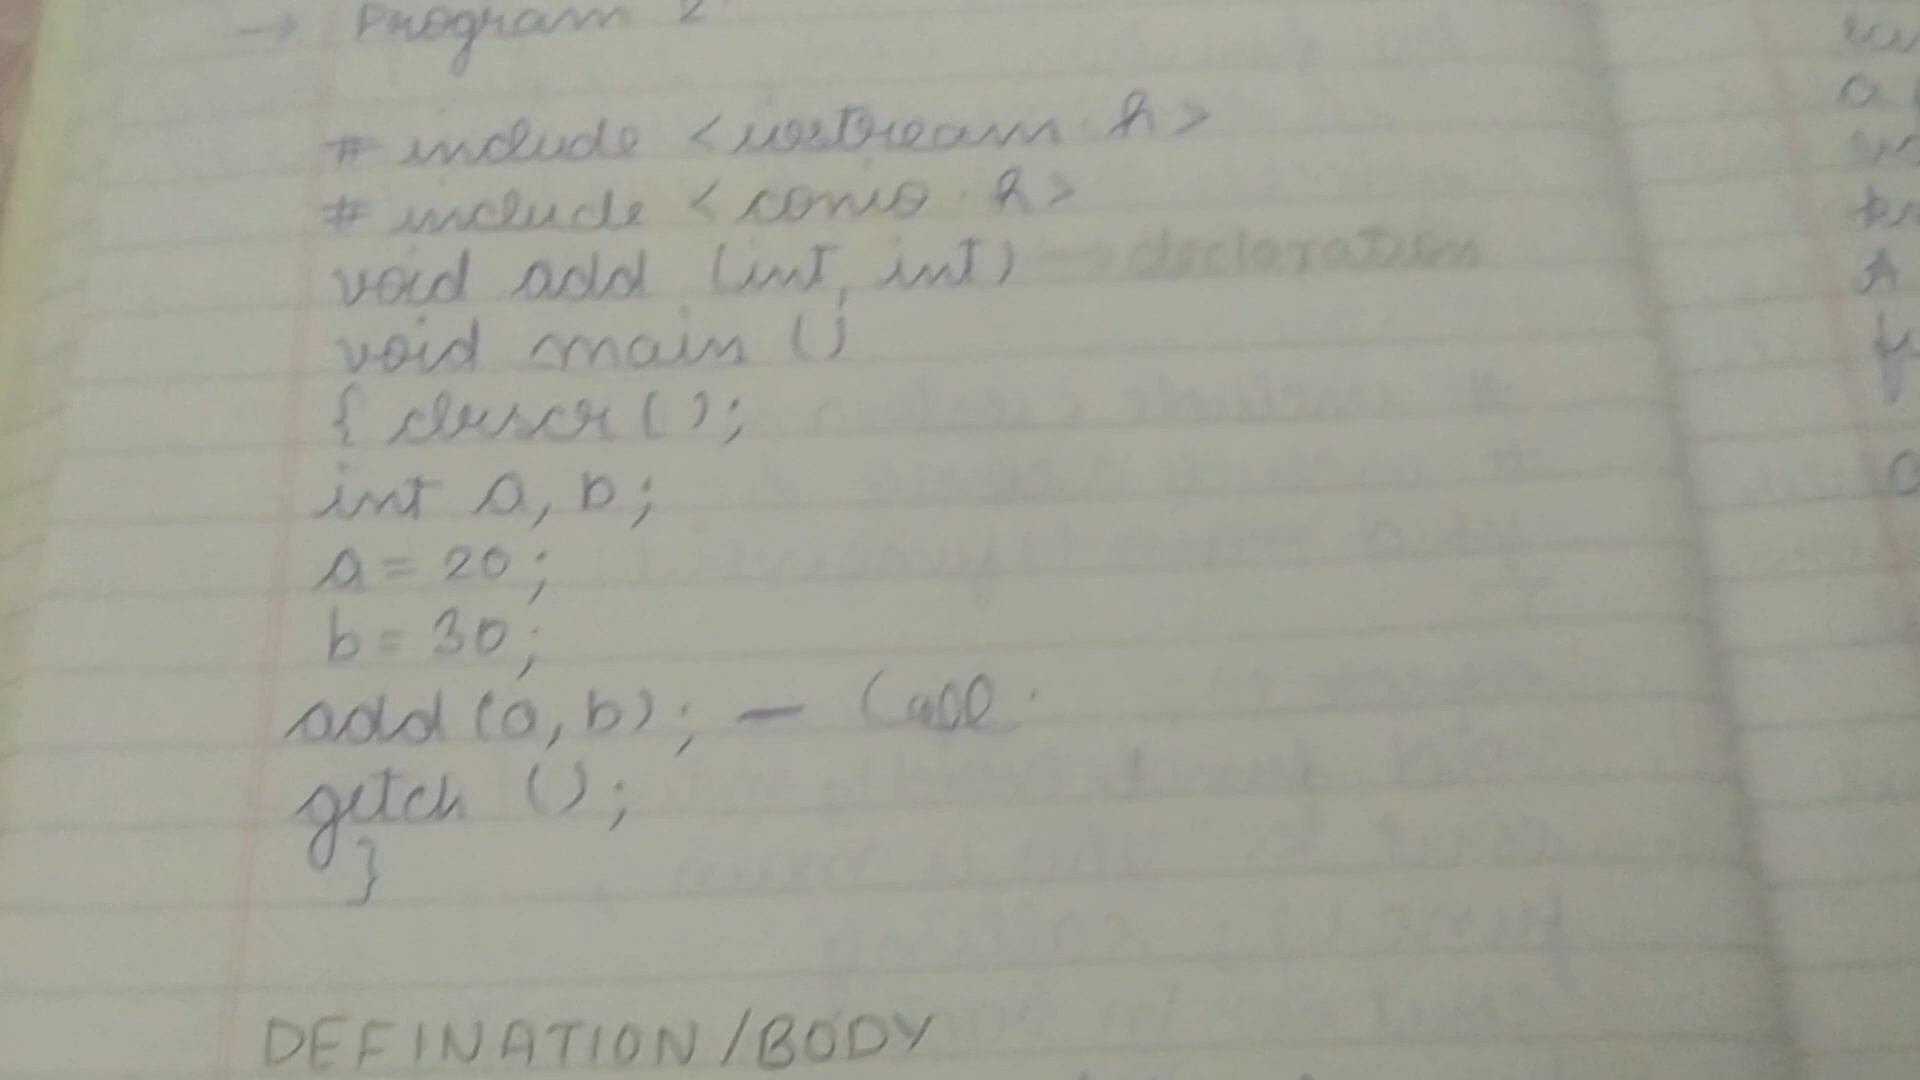 → Program 2
# include <iostream.h>
# include <conio.h>
void add (int, int) → declaration
void main ()
{ clrscr();
int a, b;
a = 20;
b = 30;
add (a, b); — Call.
getch ();
}
DEFINATION/BODY